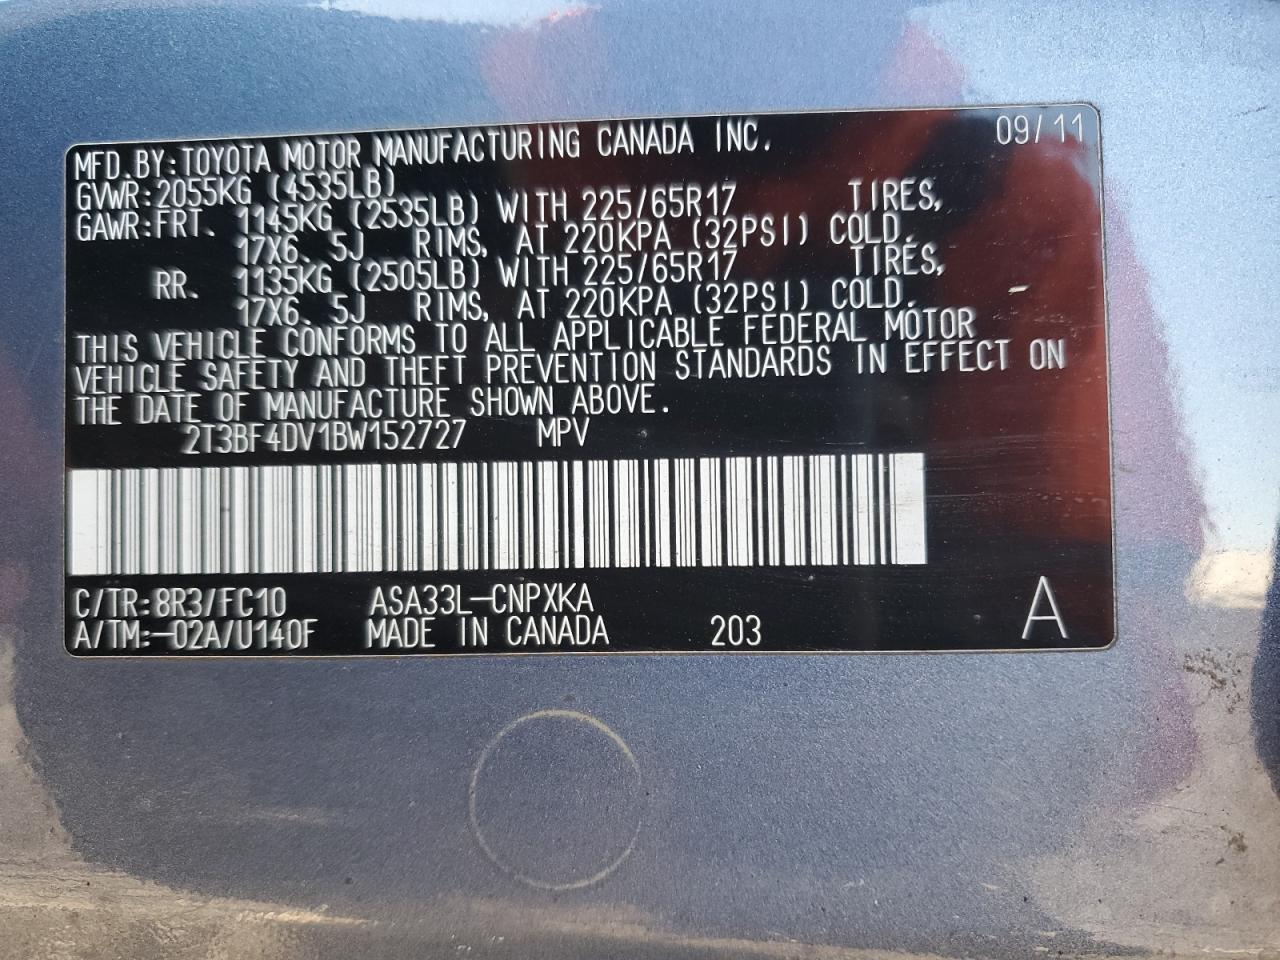 MFD.BY:TOYOTA MOTOR MANUFACTURING CANADA INC. 09/11
GVWR:2055KG (4535LB)
GAWR:FRT. 1145KG (2535LB) WITH 225/65R17 TIRES,
17X6.5J RIMS, AT 220KPA (32PSI) COLD.
RR. 1135KG (2505LB) WITH 225/65R17 TIRES,
17X6.5J RIMS, AT 220KPA (32PSI) COLD.
THIS VEHICLE CONFORMS TO ALL APPLICABLE FEDERAL MOTOR
VEHICLE SAFETY AND THEFT PREVENTION STANDARDS IN EFFECT ON
THE DATE OF MANUFACTURE SHOWN ABOVE.
2T3BF4DV1BW152727 MPV
C/TR:8R3/FC10 ASA33L-CNPXKA
A/TM:-02A/U140F MADE IN CANADA 203 A